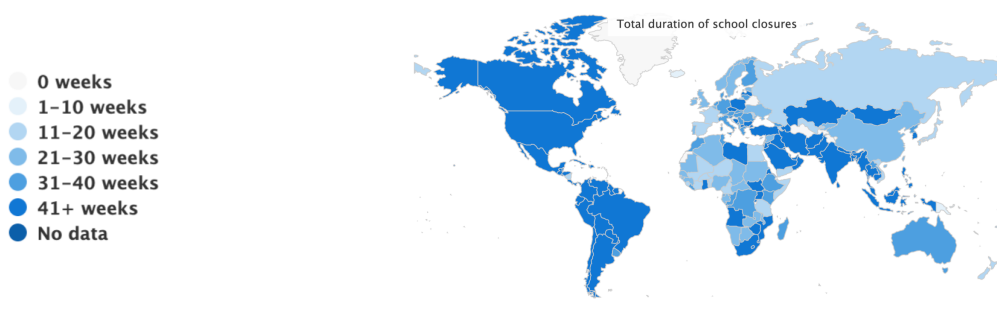 Total duration of school closures
0 weeks
1–10 weeks
11–20 weeks
21–30 weeks
31–40 weeks
41+ weeks
No data